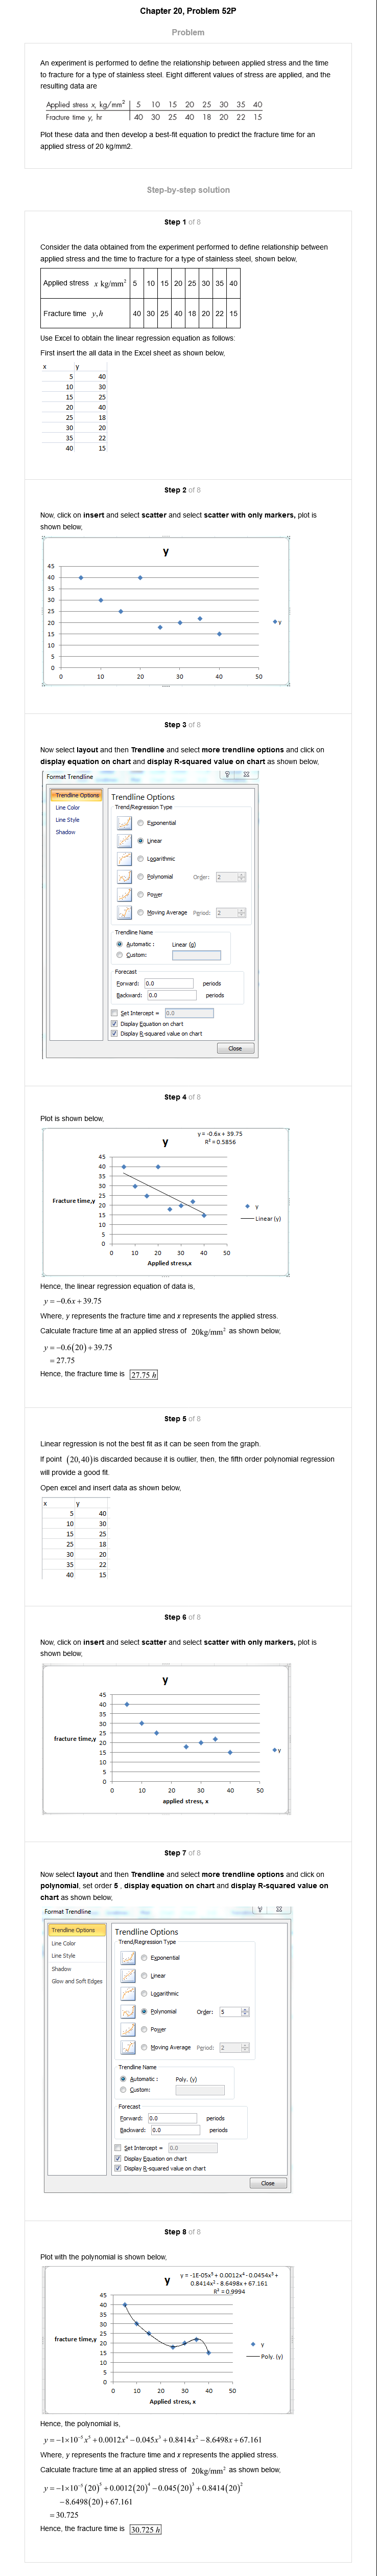 Chapter 20, Problem 52P
Problem
An experiment is performed to define the relationship between applied stress and the time
to fracture for a type of stainless steel. Eight different values of stress are applied, and the
resulting data are
Applied stress x, kg/mm² 5 10 15 20 25 30 35 40
Fracture time y, hr 40 30 25 40 18 20 22 15
Plot these data and then develop a best-fit equation to predict the fracture time for an
applied stress of 20 kg/mm2.
Step-by-step solution
Step 1 of 8
Consider the data obtained from the experiment performed to define relationship between
applied stress and the time to fracture for a type of stainless steel, shown below,
Applied stress x kg/mm² 5 10 15 20 25 30 35 40
Fracture time y,h 40 30 25 40 18 20 22 15
Use Excel to obtain the linear regression equation as follows:
First insert the all data in the Excel sheet as shown below,
x y
5 40
10 30
15 25
20 40
25 18
30 20
35 22
40 15
Step 2 of 8
Now, click on insert and select scatter and select scatter with only markers, plot is
shown below,
y
45
40
35
30
25
20
15
10
5
0
y
0 10 20 30 40 50
Step 3 of 8
Now select layout and then Trendline and select more trendline options and click on
display equation on chart and display R-squared value on chart as shown below,
Format Trendline
Trendline Options
Line Color
Line Style
Shadow
Trendline Options
Trend/Regression Type
Exponential
Linear
Logarithmic
Polynomial Order: 2
Power
Moving Average Period: 2
Trendline Name
Automatic : Linear (y)
Custom:
Forecast
Forward: 0.0 periods
Backward: 0.0 periods
Set Intercept = 0.0
Display Equation on chart
Display R-squared value on chart
Close
Step 4 of 8
Plot is shown below,
y = -0.6x + 39.75
R² = 0.5856
y
45
40
35
30
25
20
15
10
5
0
Fracture time,y
y
Linear (y)
0 10 20 30 40 50
Applied stress,x
Hence, the linear regression equation of data is,
y = −0.6x + 39.75
Where, y represents the fracture time and x represents the applied stress.
Calculate fracture time at an applied stress of 20kg/mm² as shown below,
y = −0.6(20) + 39.75
= 27.75
Hence, the fracture time is 27.75 h
Step 5 of 8
Linear regression is not the best fit as it can be seen from the graph.
If point (20,40) is discarded because it is outlier, then, the fifth order polynomial regression
will provide a good fit.
Open excel and insert data as shown below,
x y
5 40
10 30
15 25
25 18
30 20
35 22
40 15
Step 6 of 8
Now, click on insert and select scatter and select scatter with only markers, plot is
shown below,
y
45
40
35
30
25
20
15
10
5
0
fracture time,y
y
0 10 20 30 40 50
applied stress, x
Step 7 of 8
Now select layout and then Trendline and select more trendline options and click on
polynomial, set order 5 , display equation on chart and display R-squared value on
chart as shown below,
Format Trendline
Trendline Options
Line Color
Line Style
Shadow
Glow and Soft Edges
Trendline Options
Trend/Regression Type
Exponential
Linear
Logarithmic
Polynomial Order: 5
Power
Moving Average Period: 2
Trendline Name
Automatic : Poly. (y)
Custom:
Forecast
Forward: 0.0 periods
Backward: 0.0 periods
Set Intercept = 0.0
Display Equation on chart
Display R-squared value on chart
Close
Step 8 of 8
Plot with the polynomial is shown below,
y = -1E-05x⁵ + 0.0012x⁴ - 0.0454x³ +
0.8414x² - 8.6498x + 67.161
R² = 0.9994
y
45
40
35
30
25
20
15
10
5
0
fracture time,y
y
Poly. (y)
0 10 20 30 40 50
Applied stress, x
Hence, the polynomial is,
y = −1×10⁻⁵x⁵ + 0.0012x⁴ − 0.045x³ + 0.8414x² − 8.6498x + 67.161
Where, y represents the fracture time and x represents the applied stress.
Calculate fracture time at an applied stress of 20kg/mm² as shown below,
y = −1×10⁻⁵(20)⁵ + 0.0012(20)⁴ − 0.045(20)³ + 0.8414(20)²
−8.6498(20) + 67.161
= 30.725
Hence, the fracture time is 30.725 h